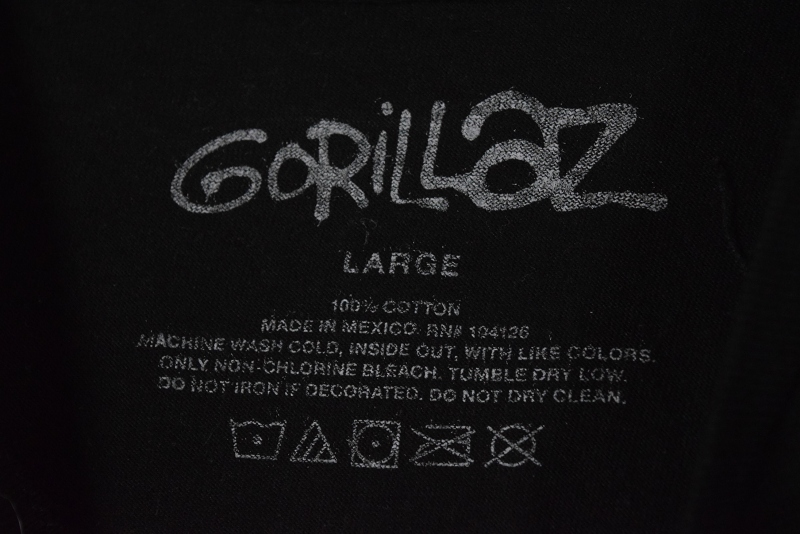 GORiLLaz
LARGE
100% COTTON
MADE IN MEXICO. RN# 104126
MACHINE WASH COLD, INSIDE OUT, WITH LIKE COLORS.
ONLY NON-CHLORINE BLEACH. TUMBLE DRY LOW.
DO NOT IRON IF DECORATED. DO NOT DRY CLEAN.